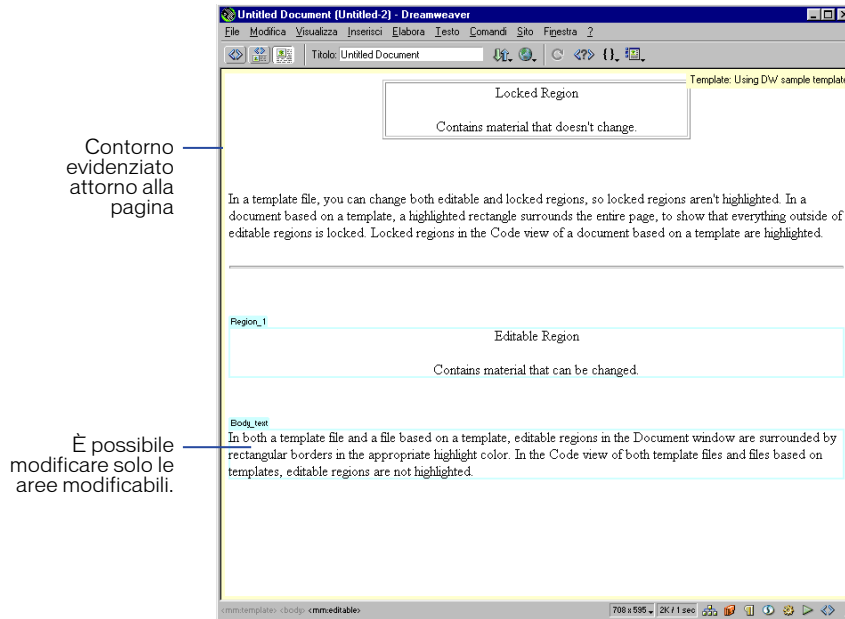 Untitled Document (Untitled-2) - Dreamweaver
File Modifica Visualizza Inserisci Elabora Testo Comandi Sito Finestra ?
Titolo: Untitled Document
Template: Using DW sample template
Locked Region
Contains material that doesn't change.
Contorno
evidenziato
attorno alla
pagina
In a template file, you can change both editable and locked regions, so locked regions aren't highlighted. In a
document based on a template, a highlighted rectangle surrounds the entire page, to show that everything outside of
editable regions is locked. Locked regions in the Code view of a document based on a template are highlighted.
Region_1
Editable Region
Contains material that can be changed.
Body_text
In both a template file and a file based on a template, editable regions in the Document window are surrounded by
rectangular borders in the appropriate highlight color. In the Code view of both template files and files based on
templates, editable regions are not highlighted.
È possibile
modificare solo le
aree modificabili.
<mm:template> <body> <mm:editable>
708 x 595 2K / 1 sec